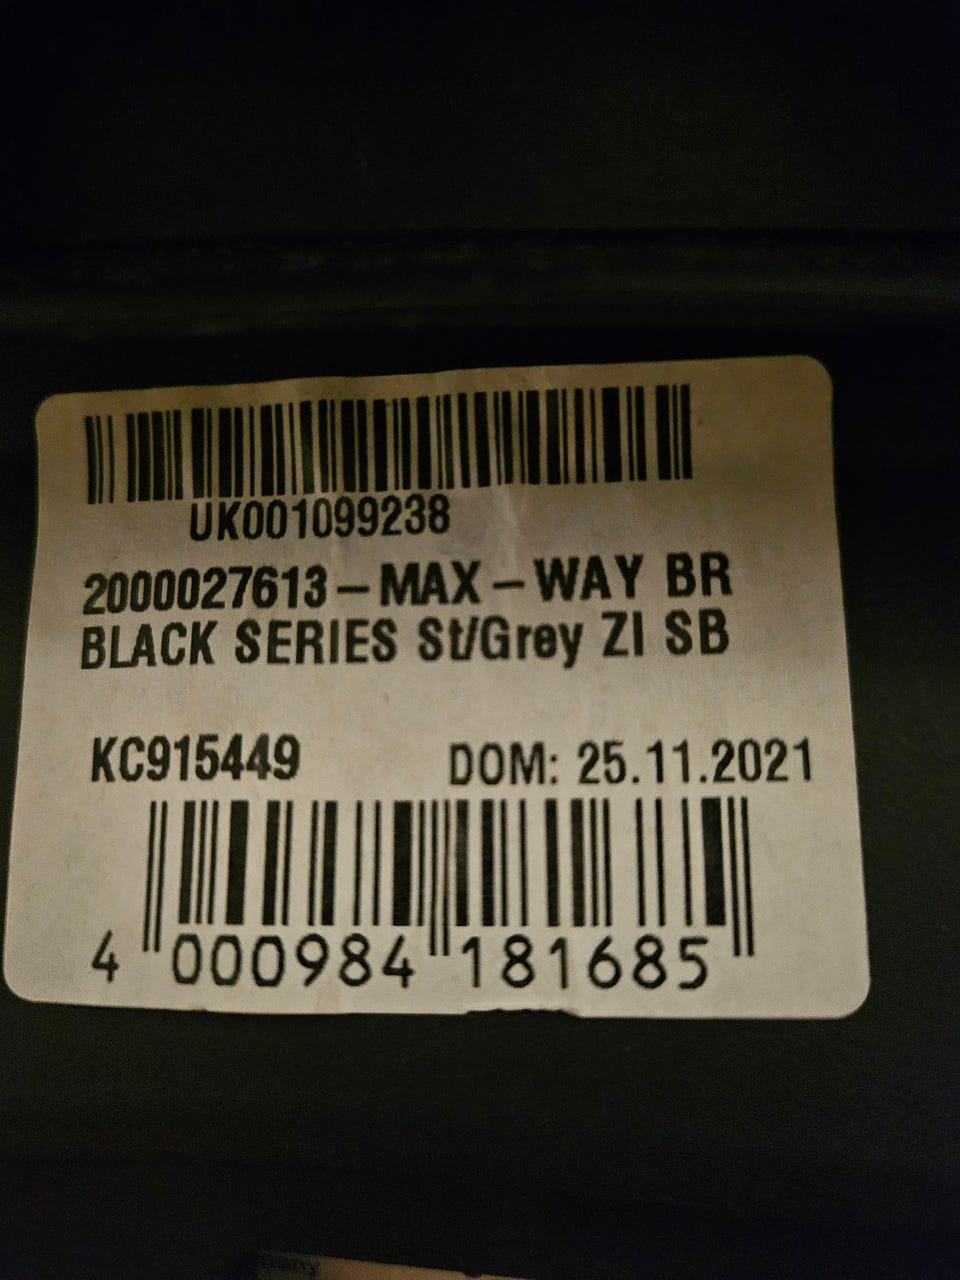 UK001099238
2000027613-MAX-WAY BR
BLACK SERIES St/Grey ZI SB
KC915449 DOM: 25.11.2021
4 000984 181685